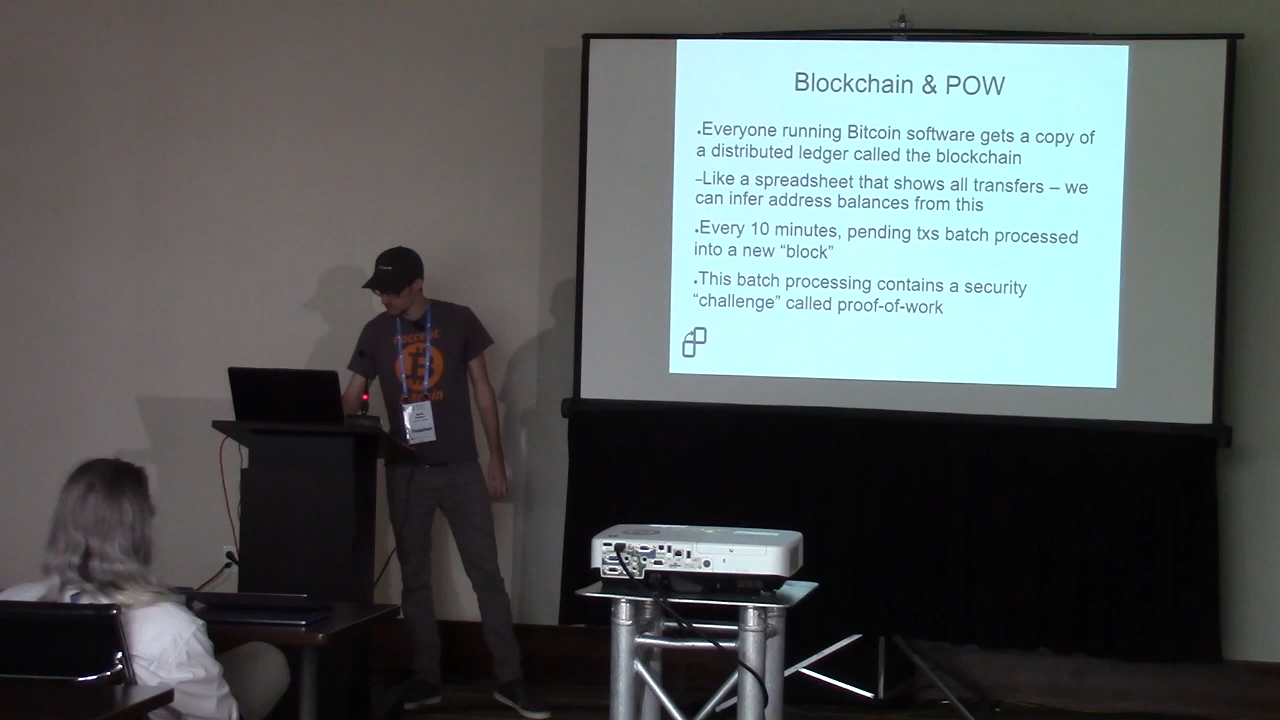 Blockchain & POW
.Everyone running Bitcoin software gets a copy of
a distributed ledger called the blockchain
–Like a spreadsheet that shows all transfers – we
can infer address balances from this
.Every 10 minutes, pending txs batch processed
into a new “block”
.This batch processing contains a security
“challenge” called proof-of-work